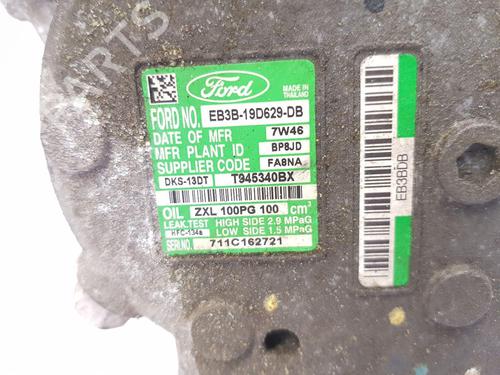 PARTS
Ford
MADE IN
THAILAND
FORD NO. EB3B-19D629-DB
DATE OF MFR 7W46
MFR PLANT ID BP8JD
SUPPLIER CODE FA8NA
DKS-13DT T945340BX
OIL ZXL 100PG 100 cm³
LEAK.TEST HIGH SIDE 2.9 MPaG
HFC-134a LOW SIDE 1.5 MPaG
SERI.NO. 711C162721
EB3BDB